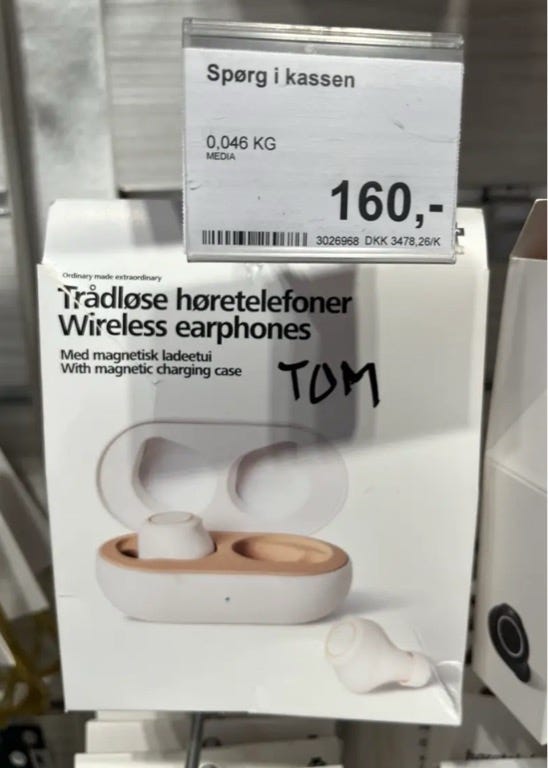 Spørg i kassen
0,046 KG
MEDIA
160,-
3026968 DKK 3478,26/K
Ordinary made extraordinary
Trådløse høretelefoner
Wireless earphones
Med magnetisk ladeetui
With magnetic charging case
TOM